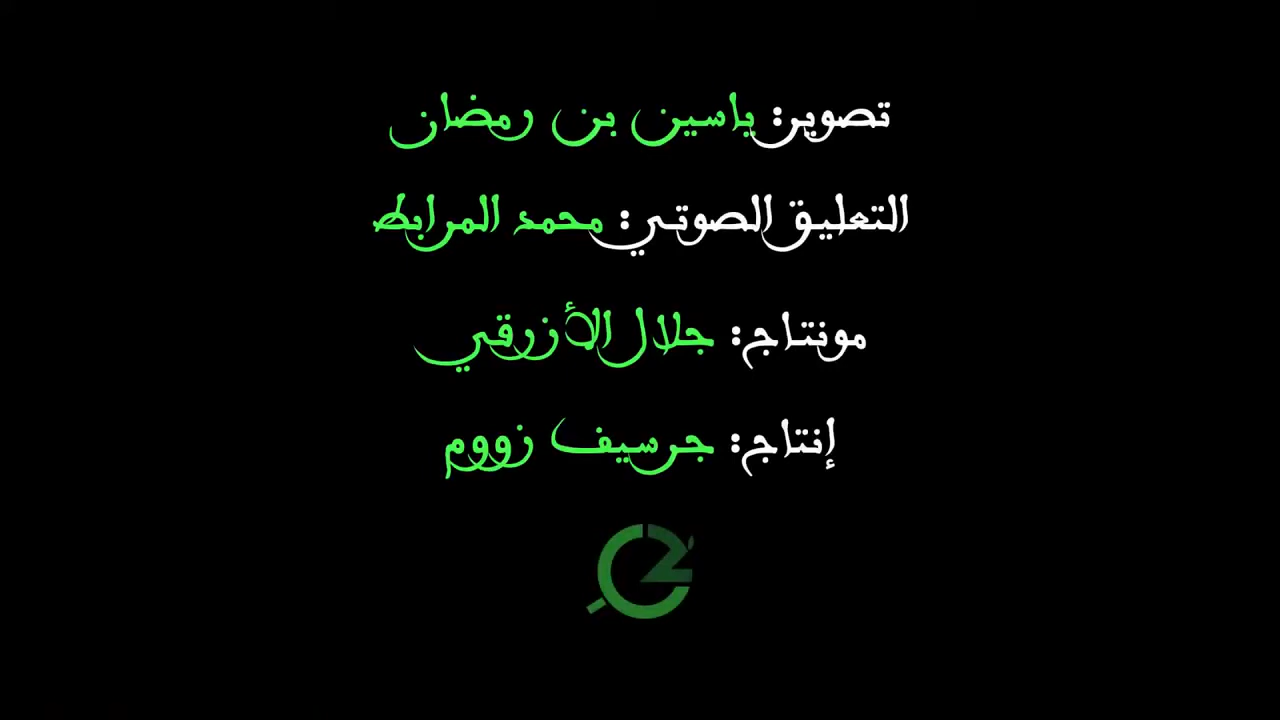 تصوير: ياسين بن رمضان
التعليق الصوتي: محمد المرابط
مونتاج: جلال الأزرقي
إنتاج: جرسيف زووم